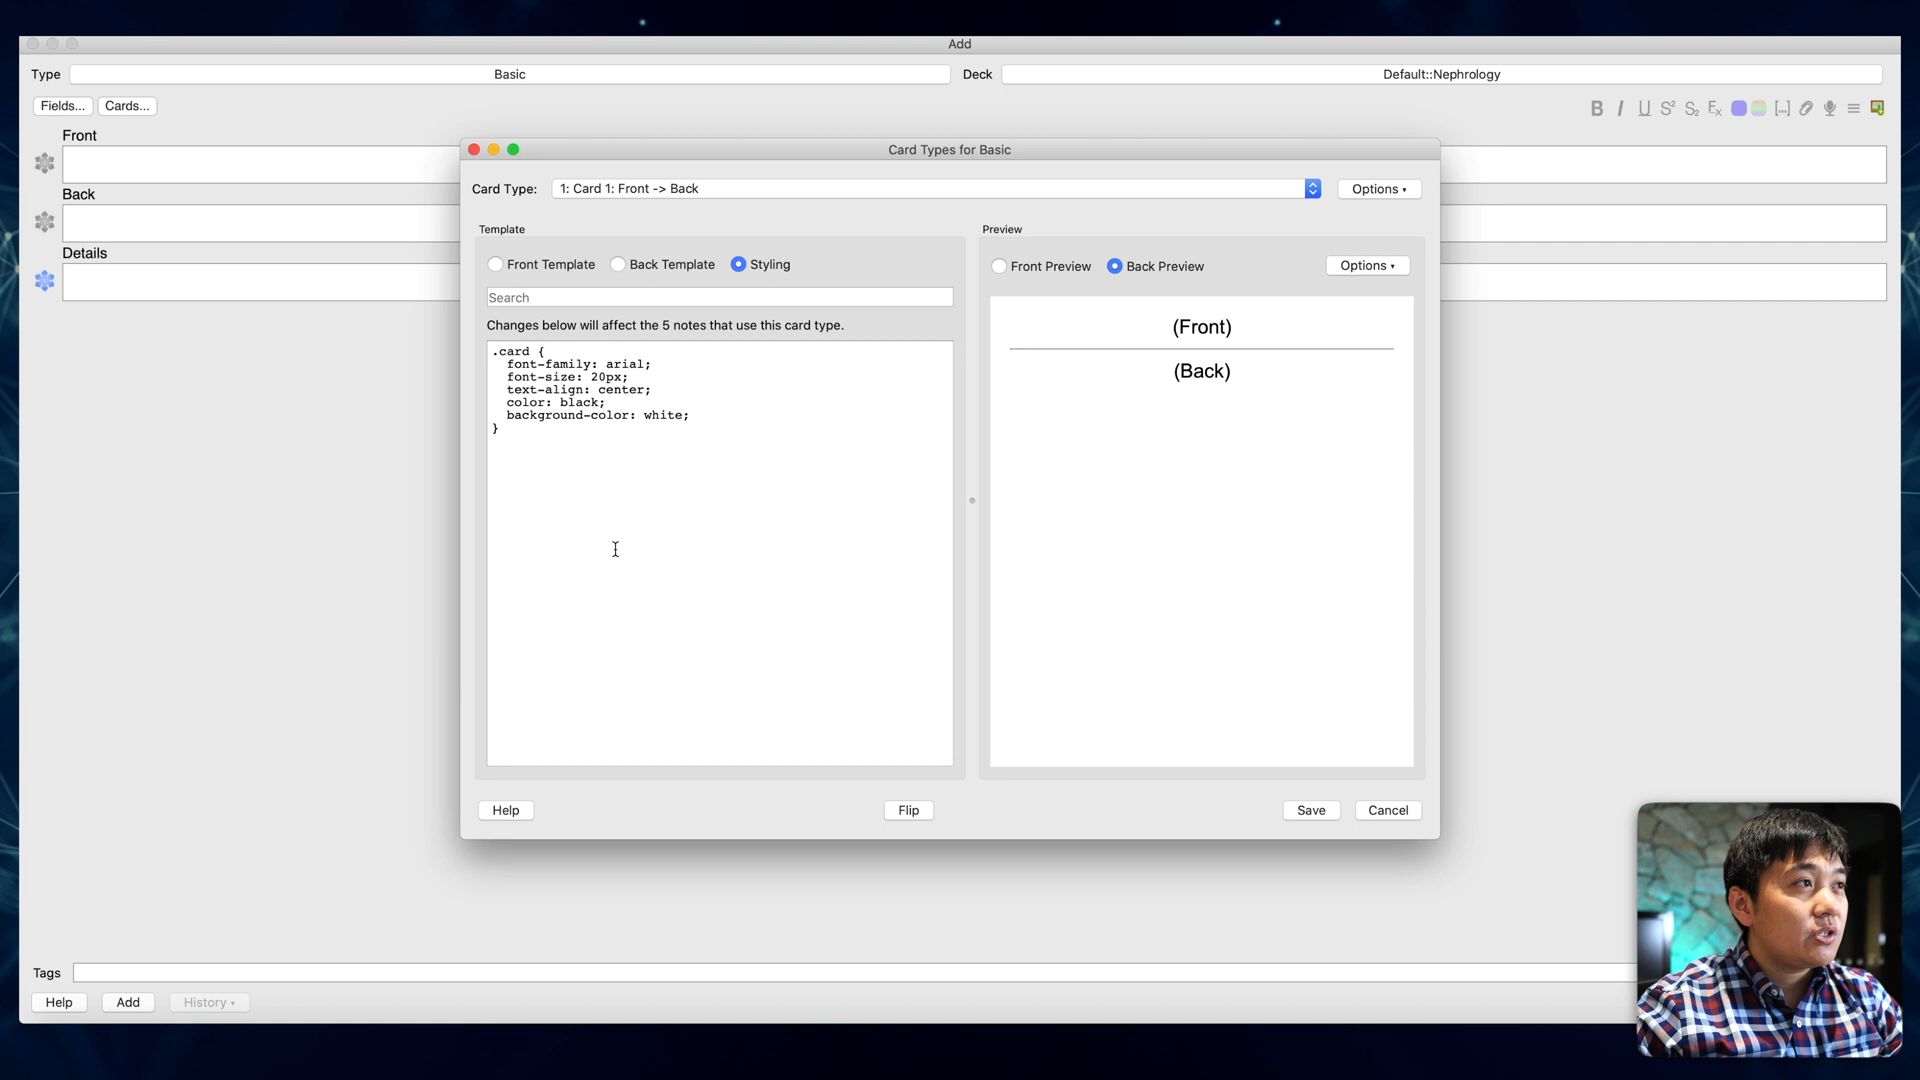 Add
Type
Basic
Deck
Default::Nephrology
Fields...
Cards...
B I U S² S₂ Fx [...]
Front
Back
Details
Card Types for Basic
Card Type:
1: Card 1: Front -> Back
Options
Template
Front Template
Back Template
Styling
Search
Changes below will affect the 5 notes that use this card type.
.card {
font-family: arial;
font-size: 20px;
text-align: center;
color: black;
background-color: white;
}
Preview
Front Preview
Back Preview
Options
(Front)
(Back)
Help
Flip
Save
Cancel
Tags
Help
Add
History